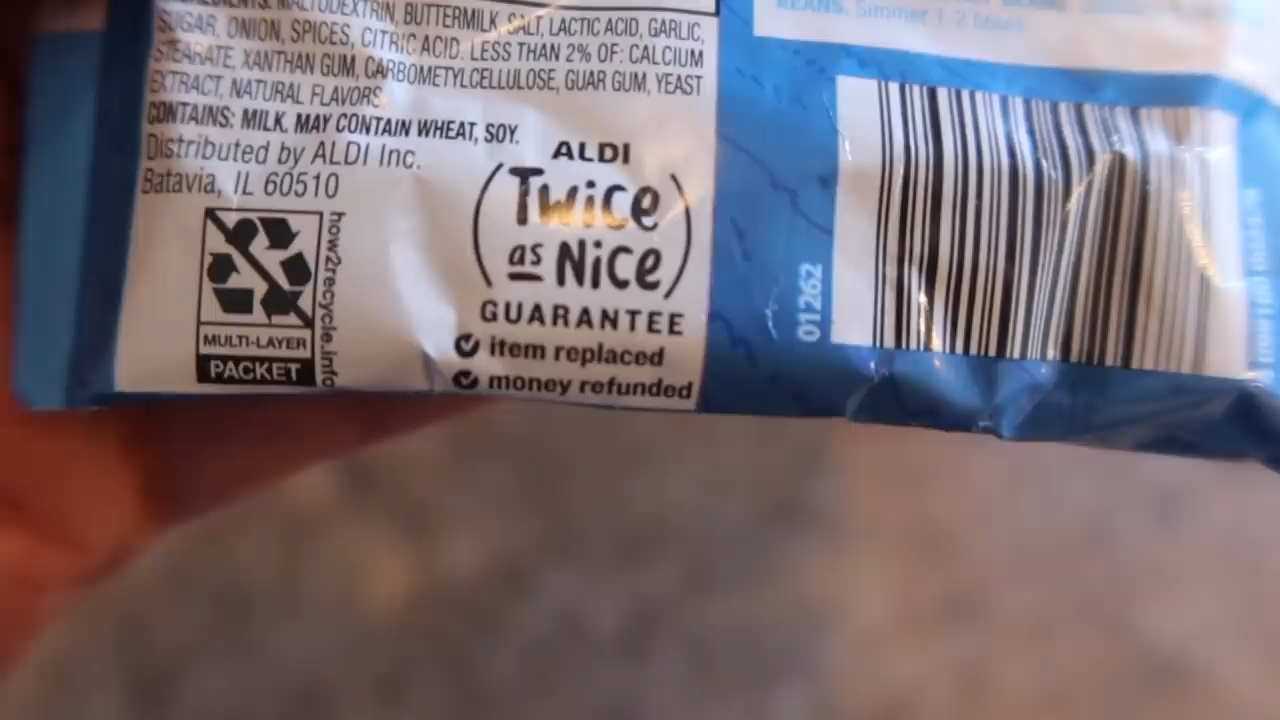 INGREDIENTS: MALTODEXTRIN, BUTTERMILK, SALT, LACTIC ACID, GARLIC,
SUGAR, ONION, SPICES, CITRIC ACID. LESS THAN 2% OF: CALCIUM
STEARATE, XANTHAN GUM, CARBOMETYLCELLULOSE, GUAR GUM, YEAST
EXTRACT, NATURAL FLAVORS.
CONTAINS: MILK. MAY CONTAIN WHEAT, SOY.
Distributed by ALDI Inc.
Batavia, IL 60510
how2recycle.info
MULTI-LAYER
PACKET
ALDI
Twice
as Nice
GUARANTEE
item replaced
money refunded
BEANS. Simmer 1-2 hours
01262